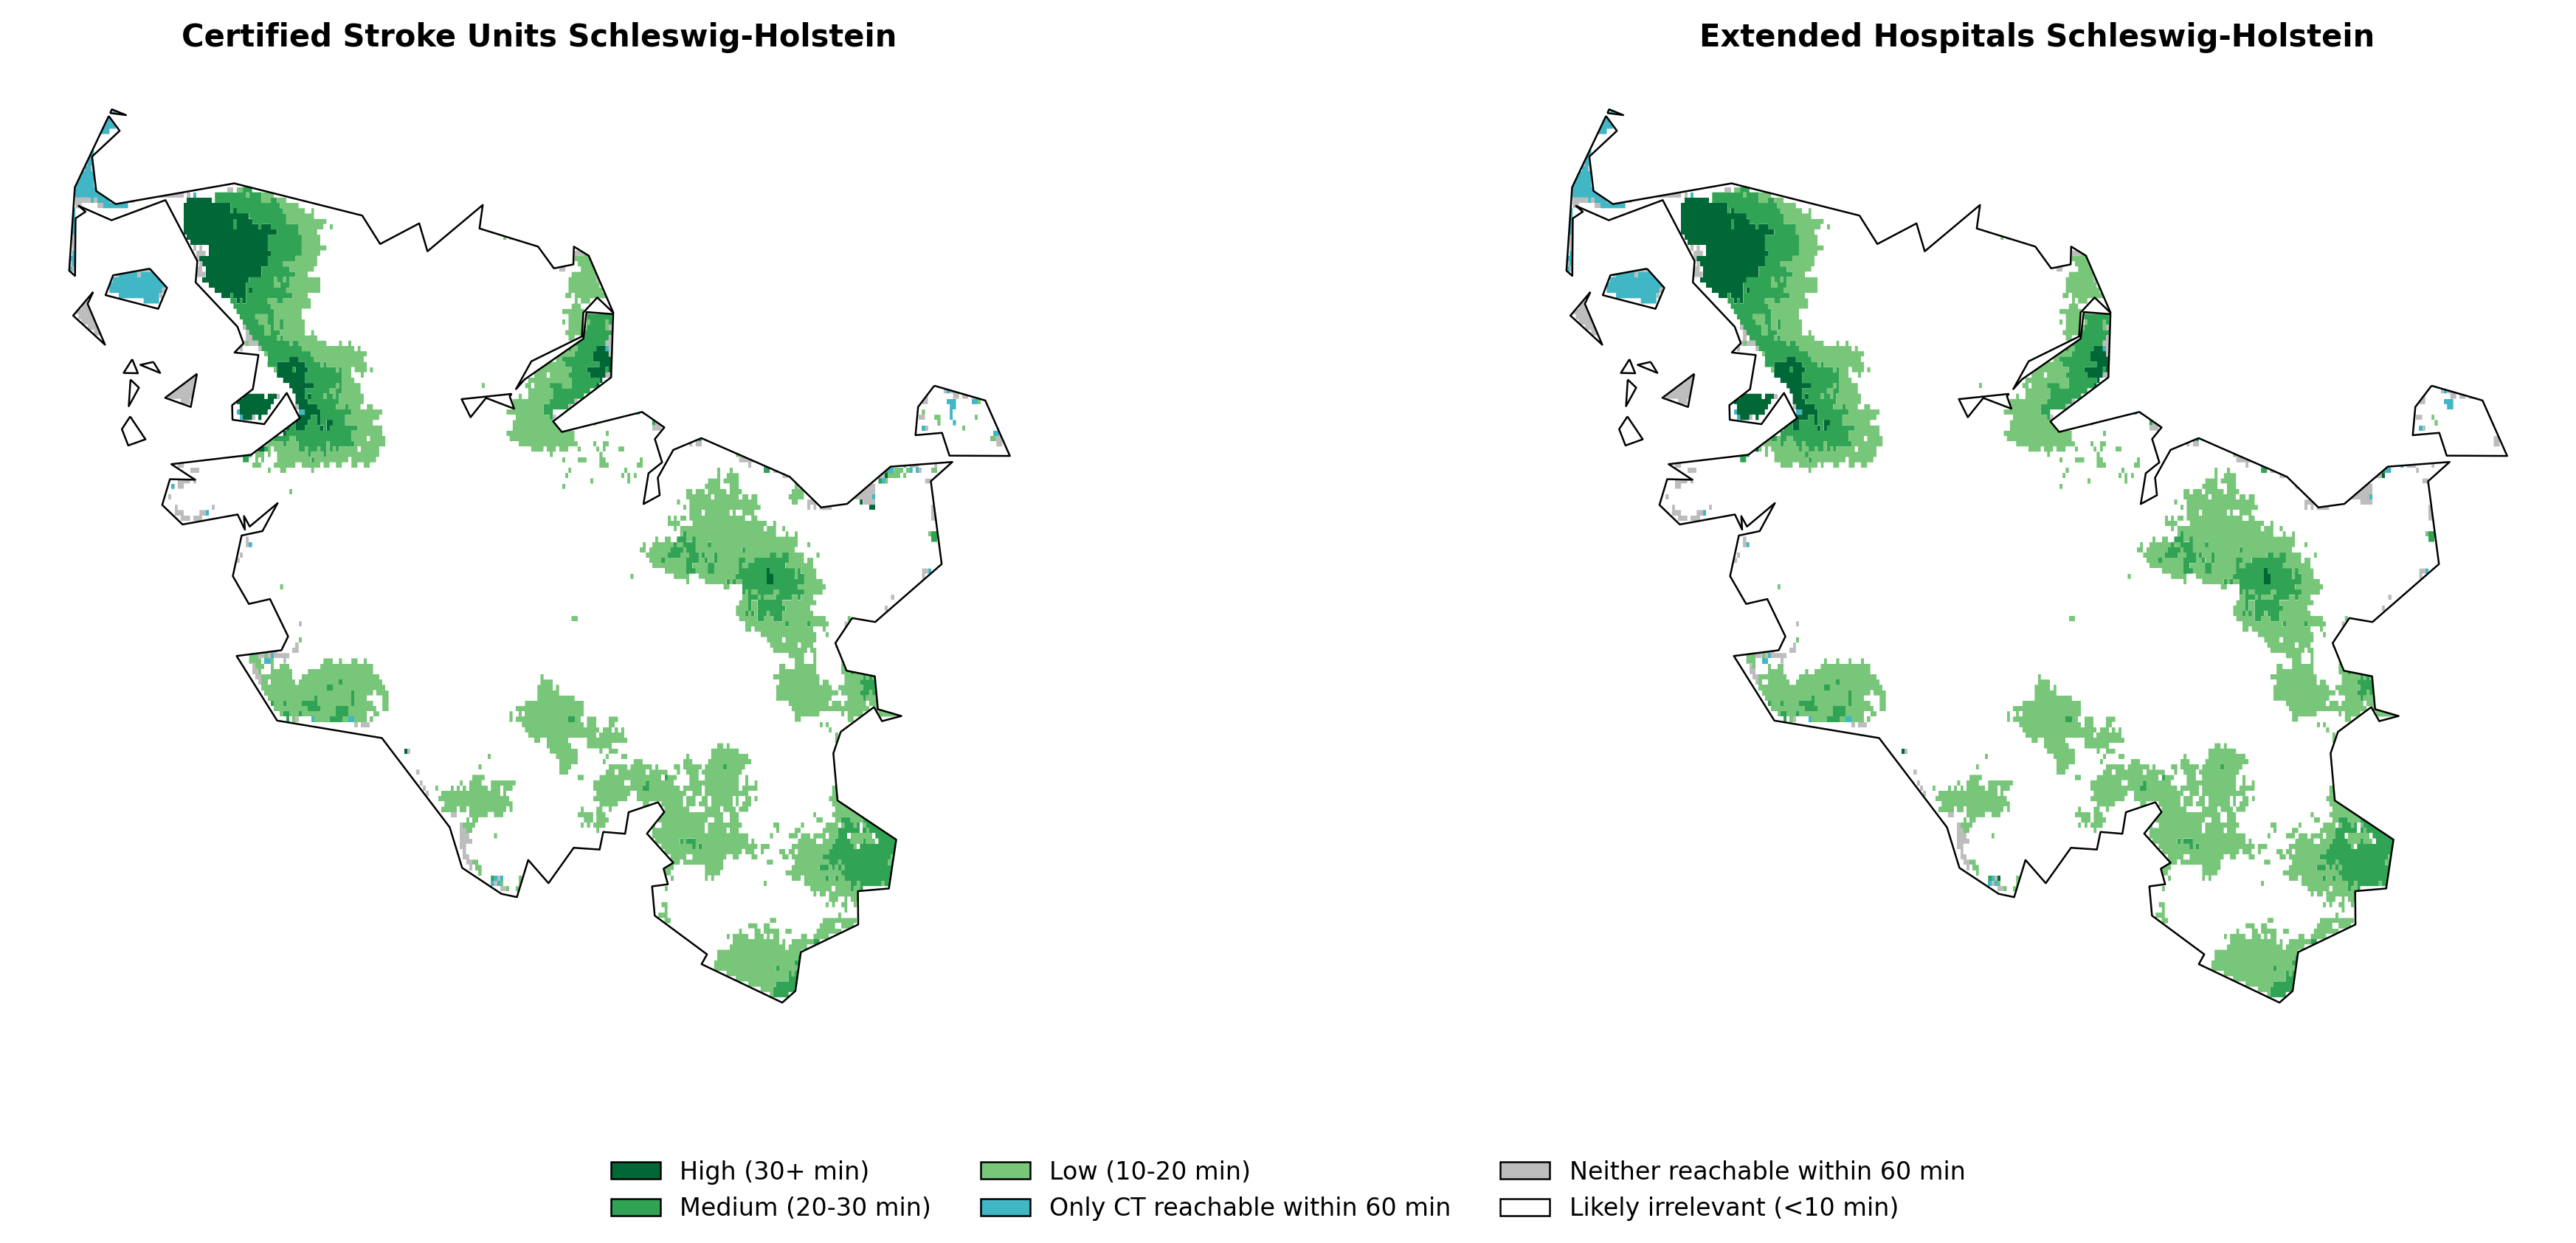 Certified Stroke Units Schleswig-Holstein
Extended Hospitals Schleswig-Holstein
High (30+ min)
Medium (20-30 min)
Low (10-20 min)
Only CT reachable within 60 min
Neither reachable within 60 min
Likely irrelevant (<10 min)